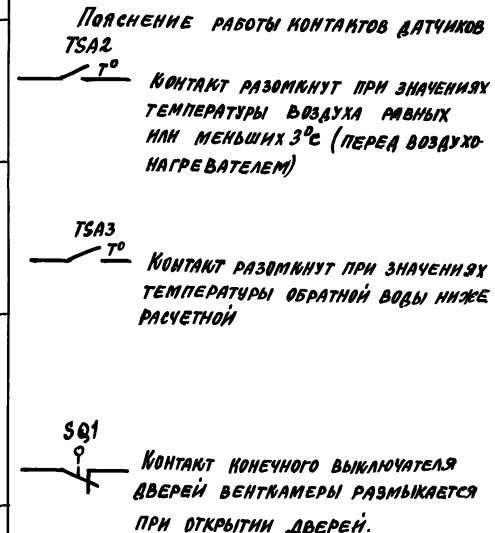 Пояснение работы контактов датчиков
TSA2
T°
Контакт разомкнут при значениях
температуры воздуха равных
или меньших 3°С (перед воздухо-
нагревателем)
TSA3
T°
Контакт разомкнут при значениях
температуры обратной воды ниже
расчетной
SQ1
Контакт конечного выключателя
дверей венткамеры размыкается
при открытии дверей.